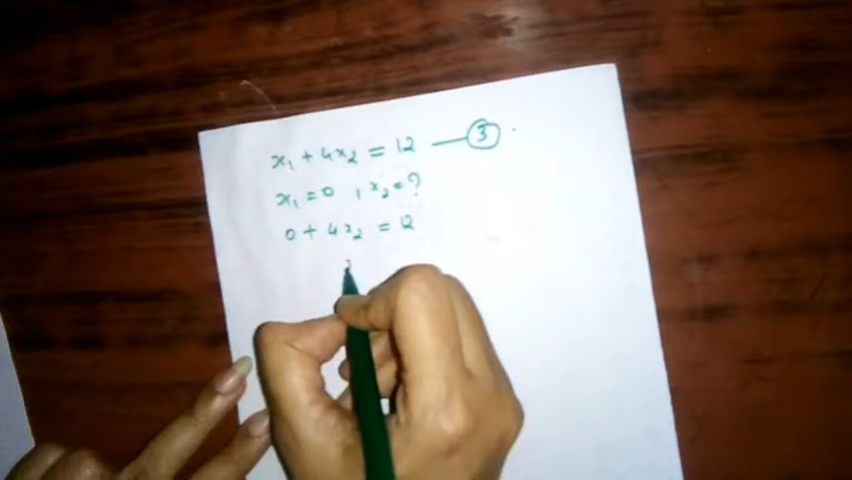 x₁ + 4x₂ = 12 — ③
x₁ = 0 , x₂ = ?
0 + 4x₂ = 12